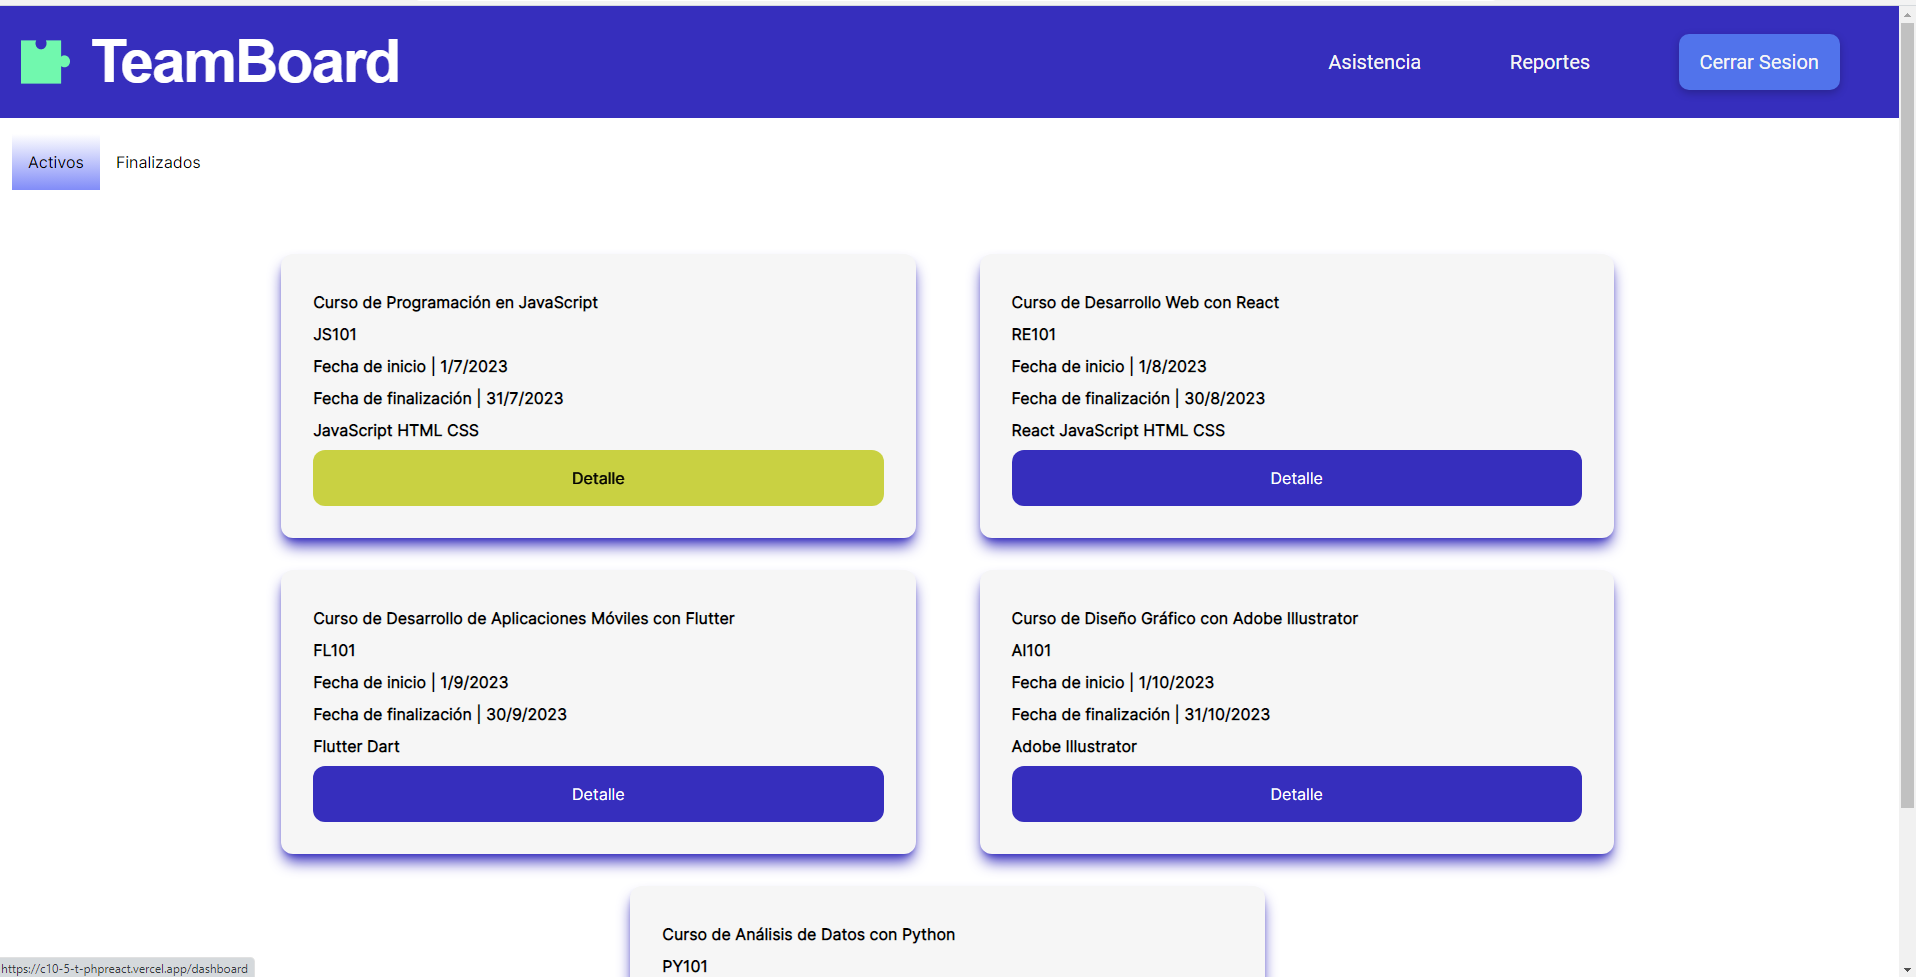 TeamBoard
Asistencia
Reportes
Cerrar Sesion
Activos
Finalizados
Curso de Programación en JavaScript
JS101
Fecha de inicio | 1/7/2023
Fecha de finalización | 31/7/2023
JavaScript HTML CSS
Detalle
Curso de Desarrollo Web con React
RE101
Fecha de inicio | 1/8/2023
Fecha de finalización | 30/8/2023
React JavaScript HTML CSS
Detalle
Curso de Desarrollo de Aplicaciones Móviles con Flutter
FL101
Fecha de inicio | 1/9/2023
Fecha de finalización | 30/9/2023
Flutter Dart
Detalle
Curso de Diseño Gráfico con Adobe Illustrator
AI101
Fecha de inicio | 1/10/2023
Fecha de finalización | 31/10/2023
Adobe Illustrator
Detalle
Curso de Análisis de Datos con Python
PY101
https://c10-5-t-phpreact.vercel.app/dashboard